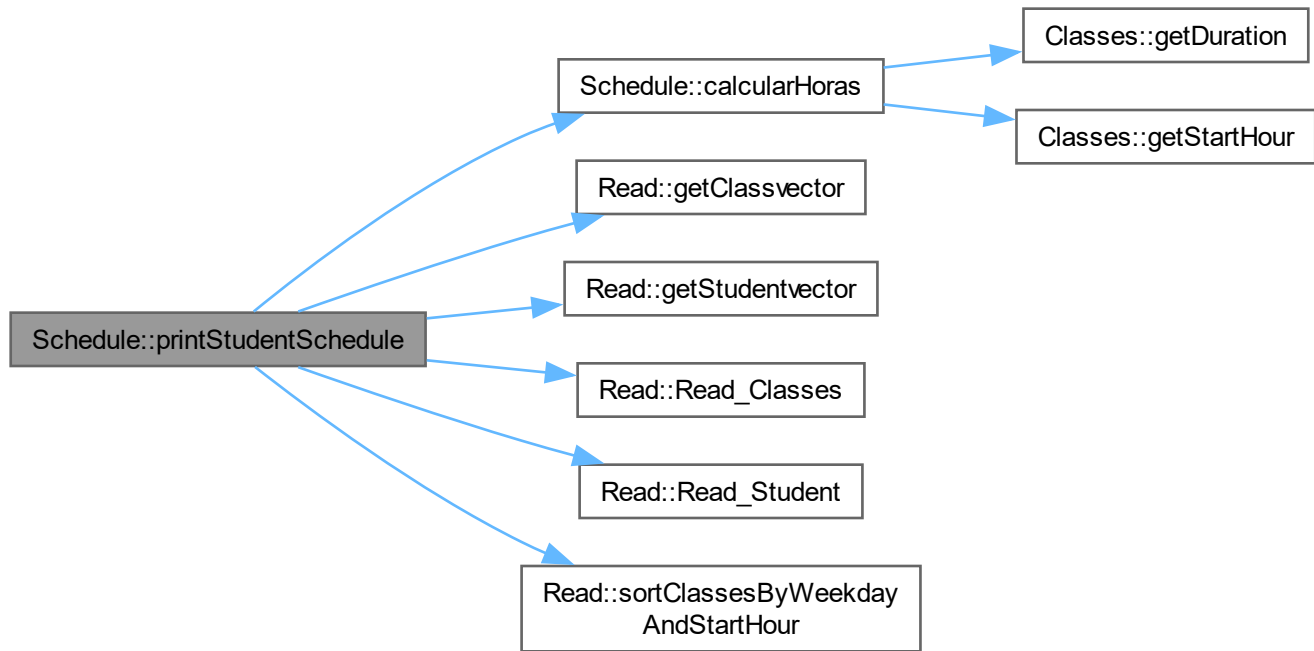 Classes::getDuration
Schedule::calcularHoras
Classes::getStartHour
Read::getClassvector
Read::getStudentvector
Schedule::printStudentSchedule
Read::Read_Classes
Read::Read_Student
Read::sortClassesByWeekday
AndStartHour